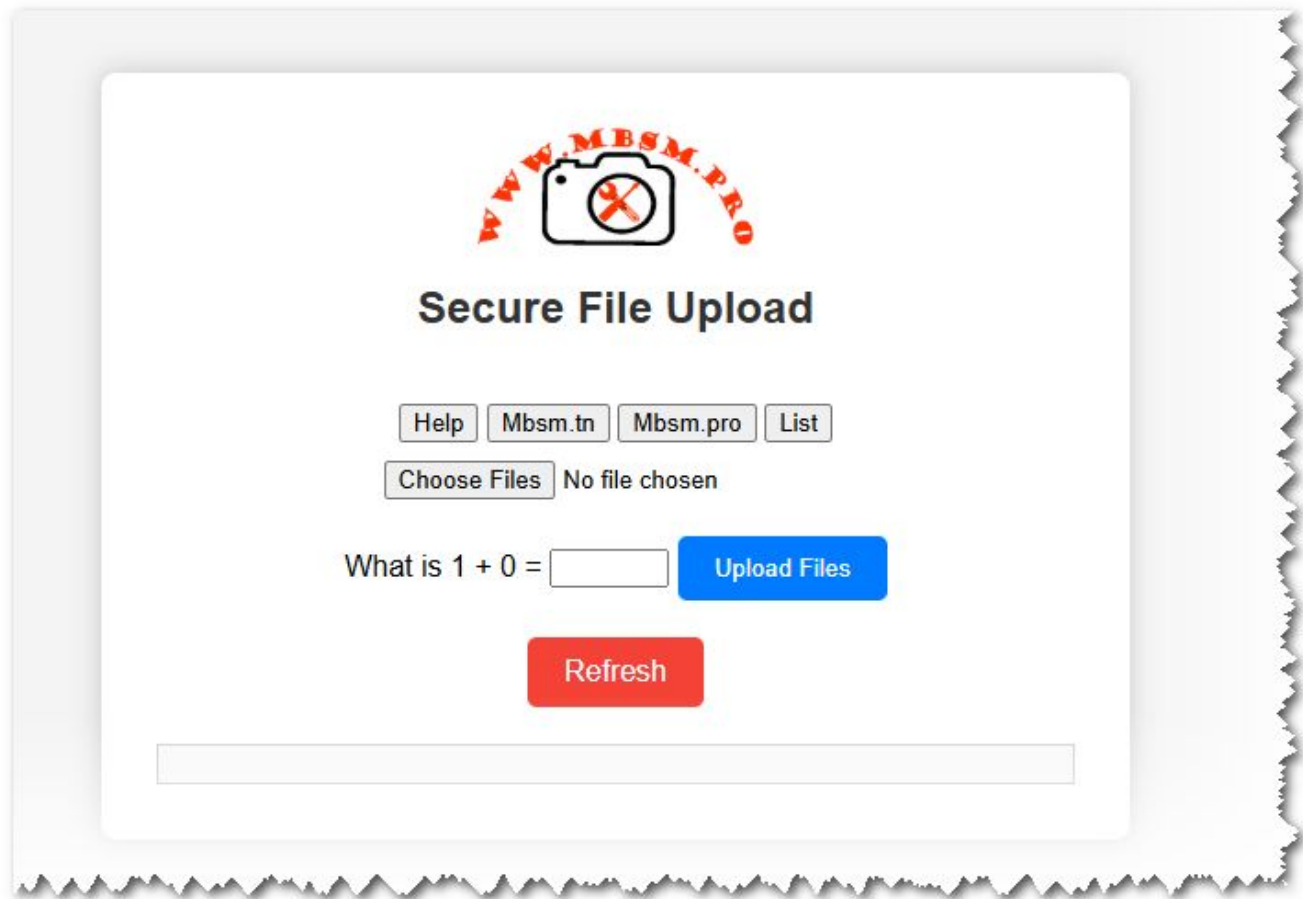 WWW.MBSM.PRO
Secure File Upload
Help Mbsm.tn Mbsm.pro List
Choose Files No file chosen
What is 1 + 0 = Upload Files
Refresh